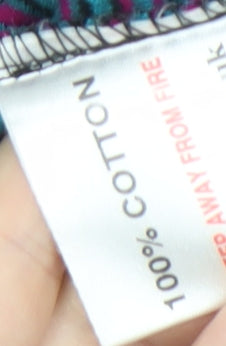 100% COTTON
AWAY FROM FIRE